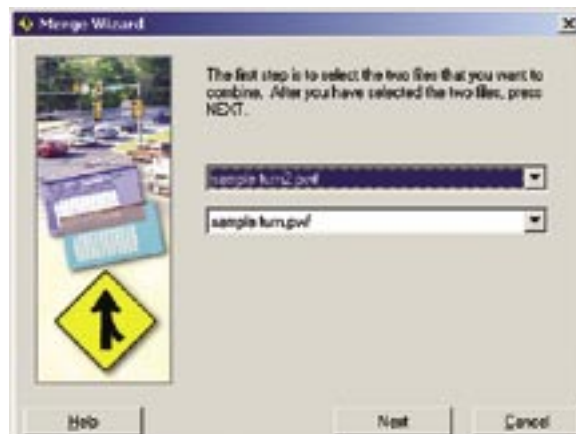 Merge Wizard
The first step is to select the two files that you want to
combine. After you have selected the two files, press
NEXT.
sample turn2.pwf
sample turn.pwf
Help
Next
Cancel